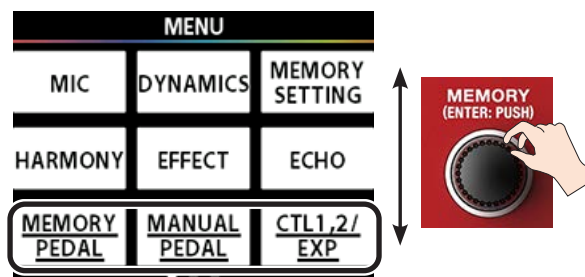 MENU
MIC DYNAMICS MEMORY SETTING
HARMONY EFFECT ECHO
MEMORY PEDAL MANUAL PEDAL CTL1,2/ EXP
MEMORY
(ENTER: PUSH)